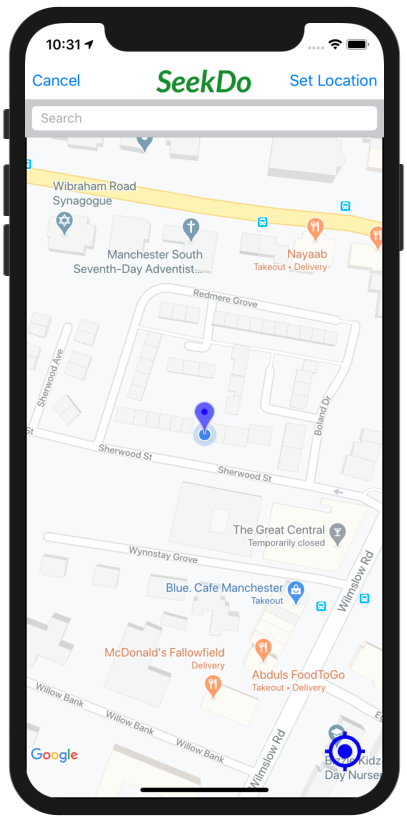 10:31
Cancel
SeekDo
Set Location
Search
Wibraham Road
Synagogue
Manchester South
Seventh-Day Adventist...
Nayaab
Takeout • Delivery
Redmere Grove
Sherwood Ave
Boland Dr
St
Sherwood St
Sherwood St
The Great Central
Temporarily closed
Wynnstay Grove
Wilmslow Rd
Blue. Cafe Manchester
Takeout
McDonald's Fallowfield
Delivery
Abduls FoodToGo
Takeout • Delivery
Willow Bank
Willow Bank
Willow Bank
Wilmslow Rd
Google
Bizzie Kidz
Day Nurser